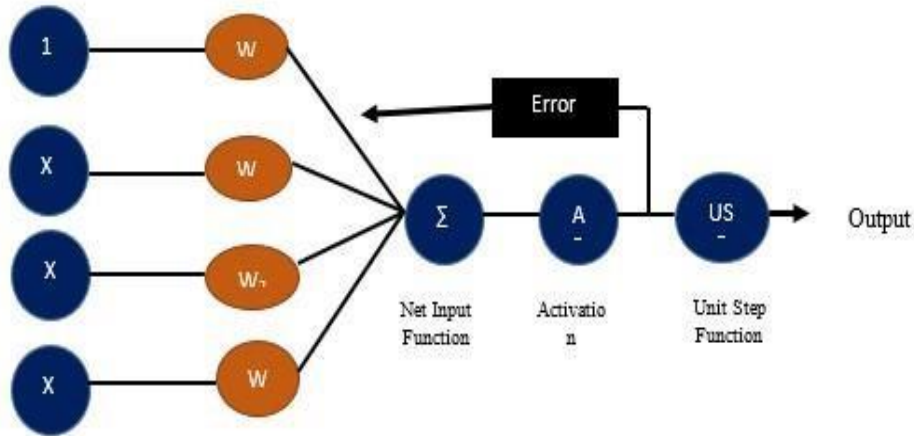 1
W
Error
X
W
Σ
A
US
Output
X
W
Net Input
Function
Activatio
n
Unit Step
Function
X
W